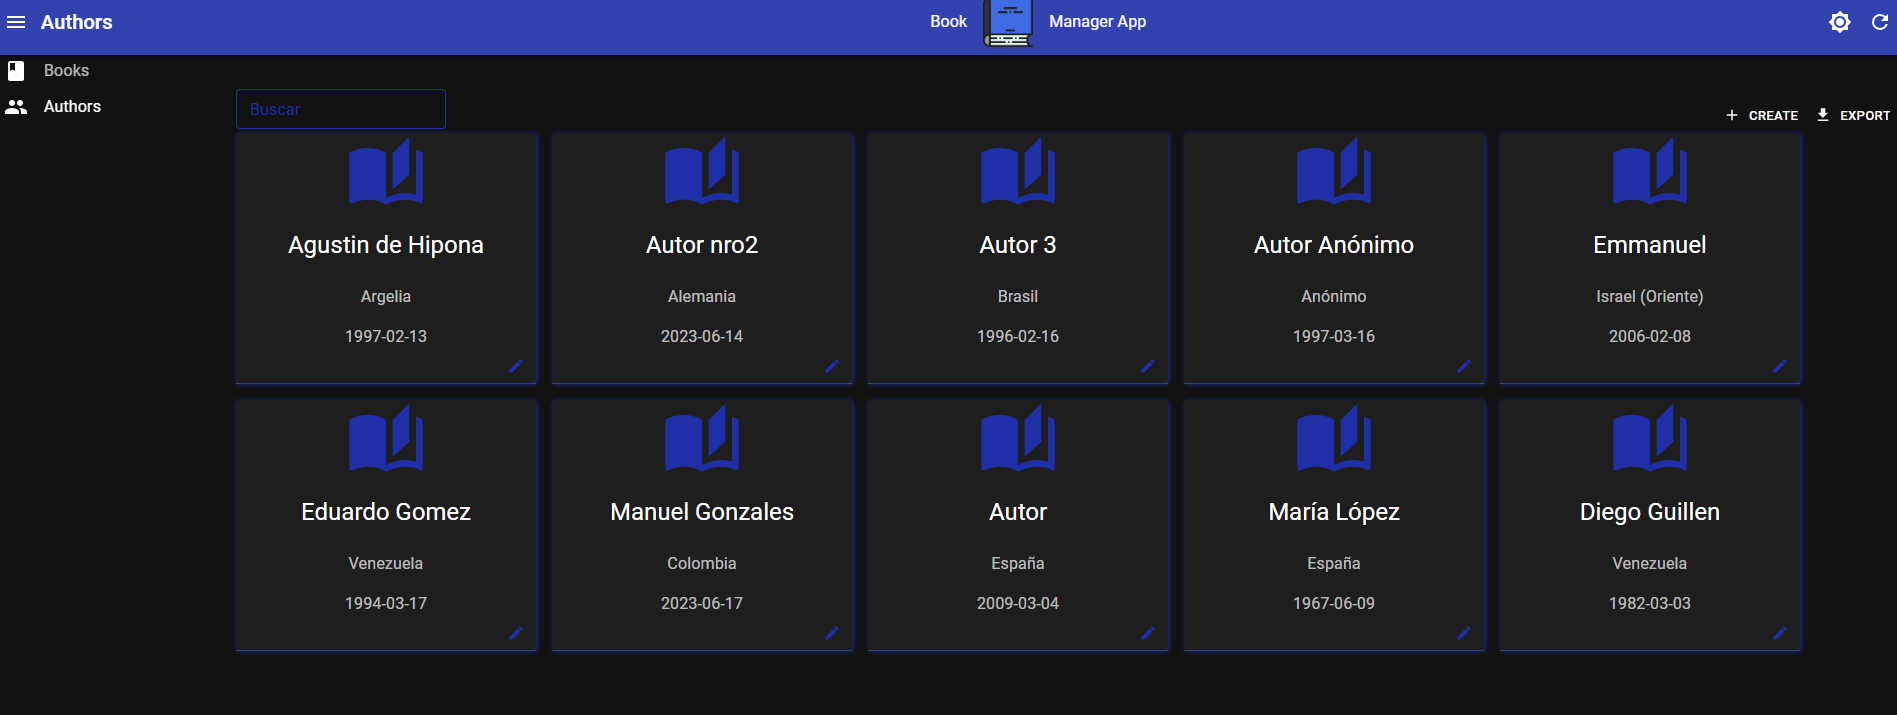 Authors
Book Manager App
Books
Authors
Buscar
CREATE EXPORT
Agustin de Hipona
Argelia
1997-02-13
Autor nro2
Alemania
2023-06-14
Autor 3
Brasil
1996-02-16
Autor Anónimo
Anónimo
1997-03-16
Emmanuel
Israel (Oriente)
2006-02-08
Eduardo Gomez
Venezuela
1994-03-17
Manuel Gonzales
Colombia
2023-06-17
Autor
España
2009-03-04
María López
España
1967-06-09
Diego Guillen
Venezuela
1982-03-03